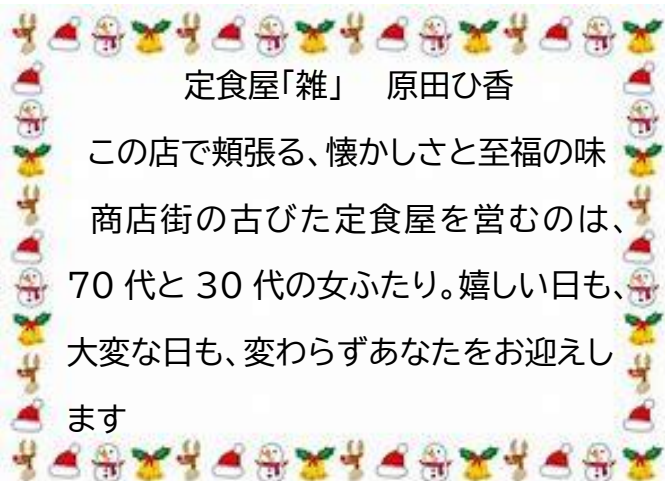 定食屋「雑」　原田ひ香
この店で頬張る、懐かしさと至福の味
商店街の古びた定食屋を営むのは、
70 代と 30 代の女ふたり。嬉しい日も、
大変な日も、変わらずあなたをお迎えし
ます